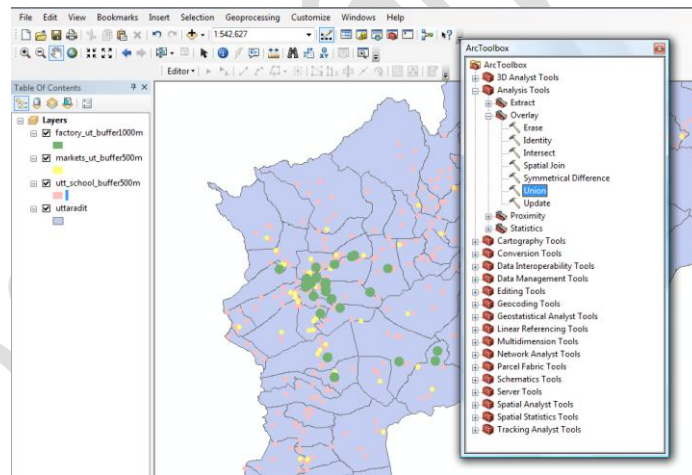 File Edit View Bookmarks Insert Selection Geoprocessing Customize Windows Help
1:542,627
Editor
Table Of Contents
Layers
factory_ut_buffer1000m
markets_ut_buffer500m
utt_school_buffer500m
uttaradit
ArcToolbox
ArcToolbox
3D Analyst Tools
Analysis Tools
Extract
Overlay
Erase
Identity
Intersect
Spatial Join
Symmetrical Difference
Union
Update
Proximity
Statistics
Cartography Tools
Conversion Tools
Data Interoperability Tools
Data Management Tools
Editing Tools
Geocoding Tools
Geostatistical Analyst Tools
Linear Referencing Tools
Multidimension Tools
Network Analyst Tools
Parcel Fabric Tools
Schematics Tools
Server Tools
Spatial Analyst Tools
Spatial Statistics Tools
Tracking Analyst Tools